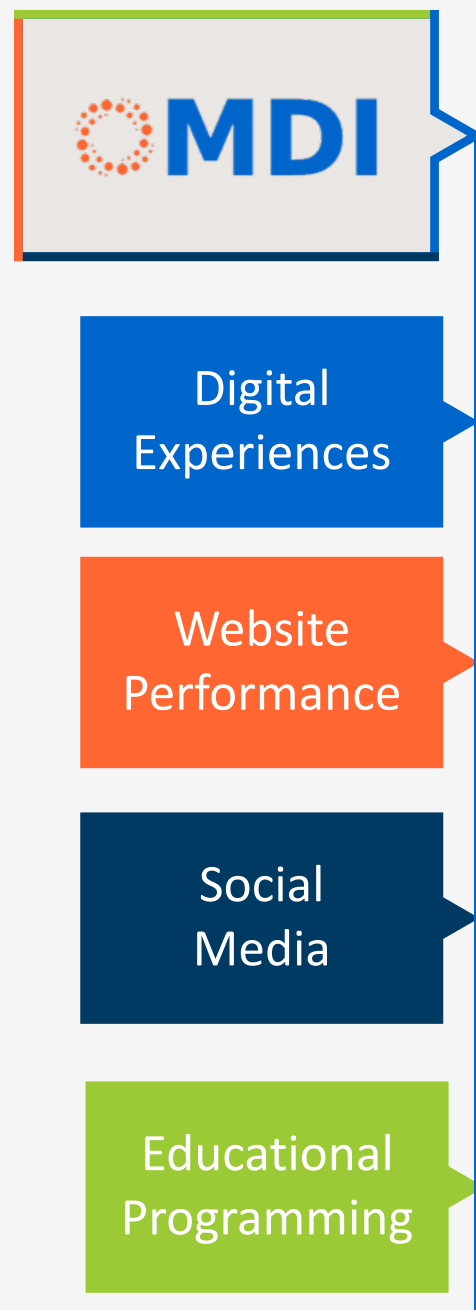 MDI
Digital
Experiences
Website
Performance
Social
Media
Educational
Programming